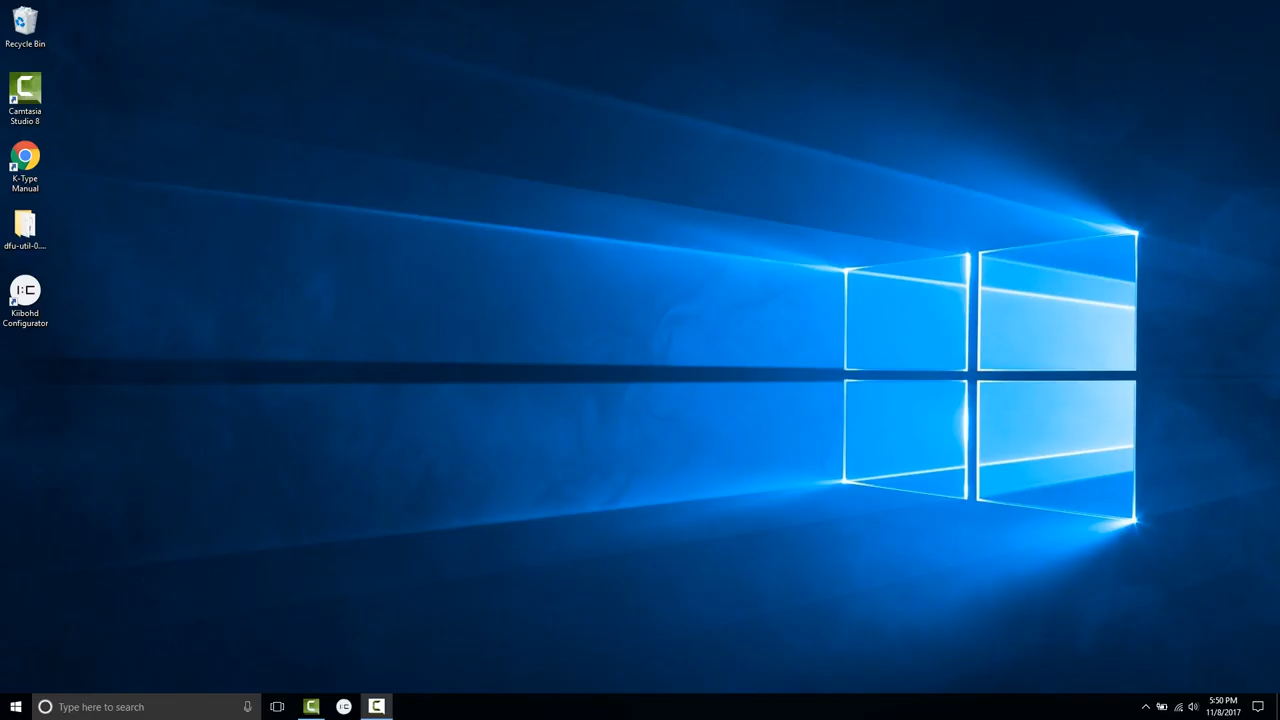 Recycle Bin
Camtasia
Studio 8
K-Type
Manual
dfu-util-0....
I:C
Kiibohd
Configurator
Type here to search
I:C
5:50 PM
11/8/2017